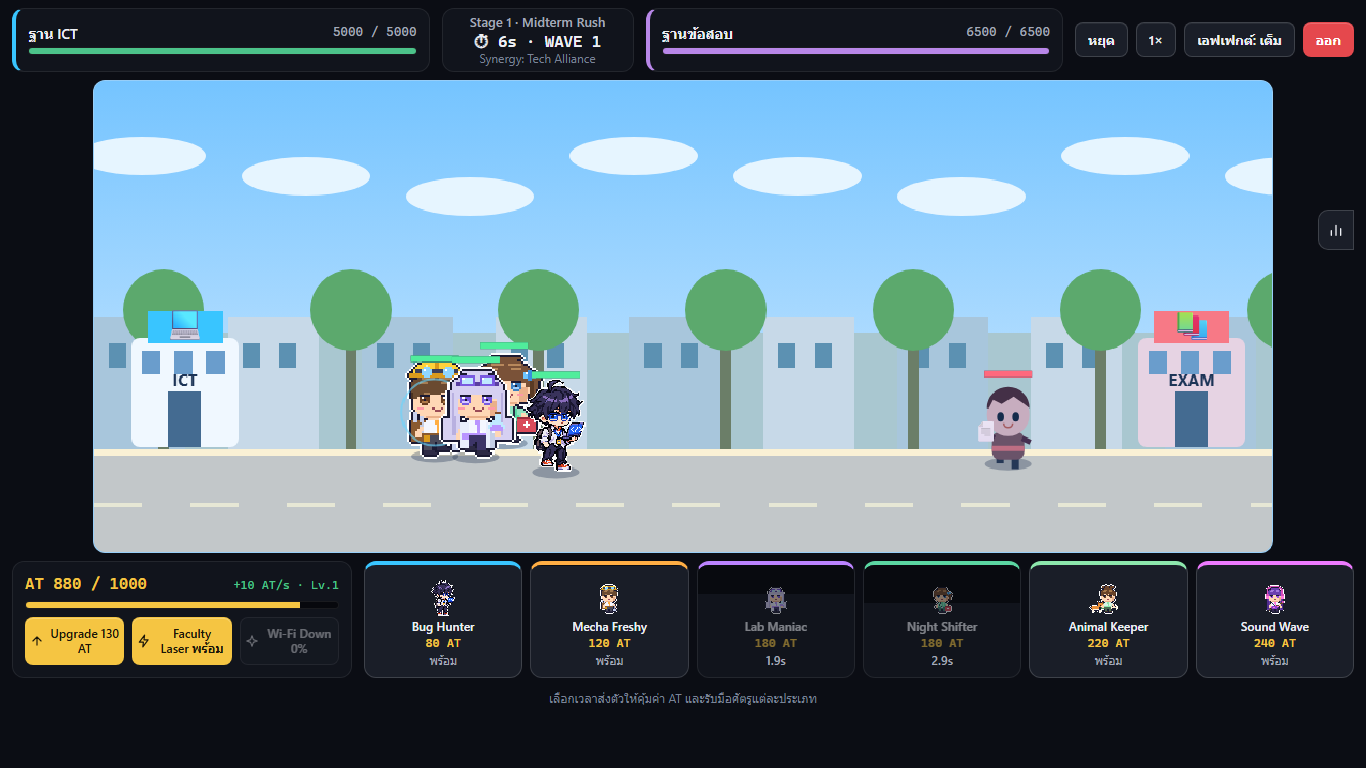 ฐาน ICT
5000 / 5000
Stage 1 · Midterm Rush
⏱ 6s · WAVE 1
Synergy: Tech Alliance
ฐานข้อสอบ
6500 / 6500
หยุด
1×
เอฟเฟกต์: เต็ม
ออก
ICT
EXAM
AT 880 / 1000
+10 AT/s · Lv.1
Upgrade 130
AT
Faculty
Laser พร้อม
Wi-Fi Down
0%
Bug Hunter
80 AT
พร้อม
Mecha Freshy
120 AT
พร้อม
Lab Maniac
180 AT
1.9s
Night Shifter
180 AT
2.9s
Animal Keeper
220 AT
พร้อม
Sound Wave
240 AT
พร้อม
เลือกเวลาส่งตัวให้คุ้มค่า AT และรับมือศัตรูแต่ละประเภท